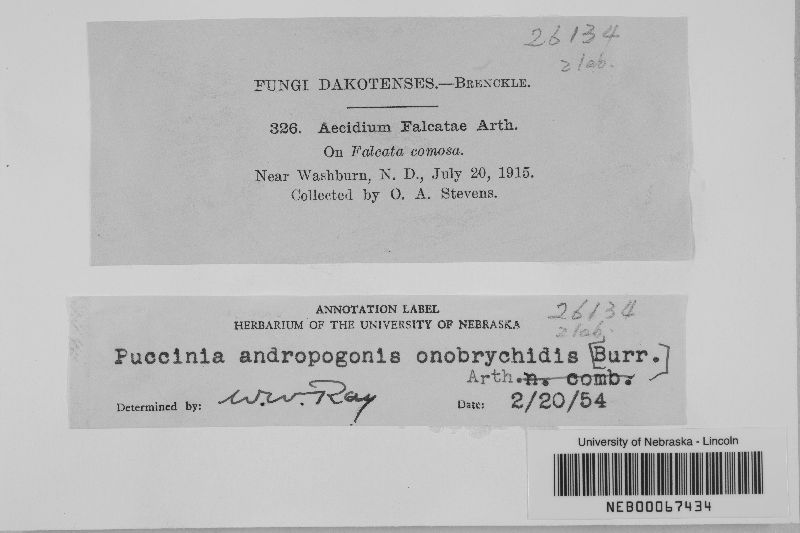 26134
2 lab.
FUNGI DAKOTENSES.—BRENCKLE.
326. Aecidium Falcatae Arth.
On Falcata comosa.
Near Washburn, N. D., July 20, 1915.
Collected by O. A. Stevens.
ANNOTATION LABEL
26134
HERBARIUM OF THE UNIVERSITY OF NEBRASKA
2 lab.
Puccinia andropogonis onobrychidis [Burr.]
Arth. n. comb.
Determined by: W. W. Ray Date: 2/20/54
University of Nebraska - Lincoln
NEB00067434